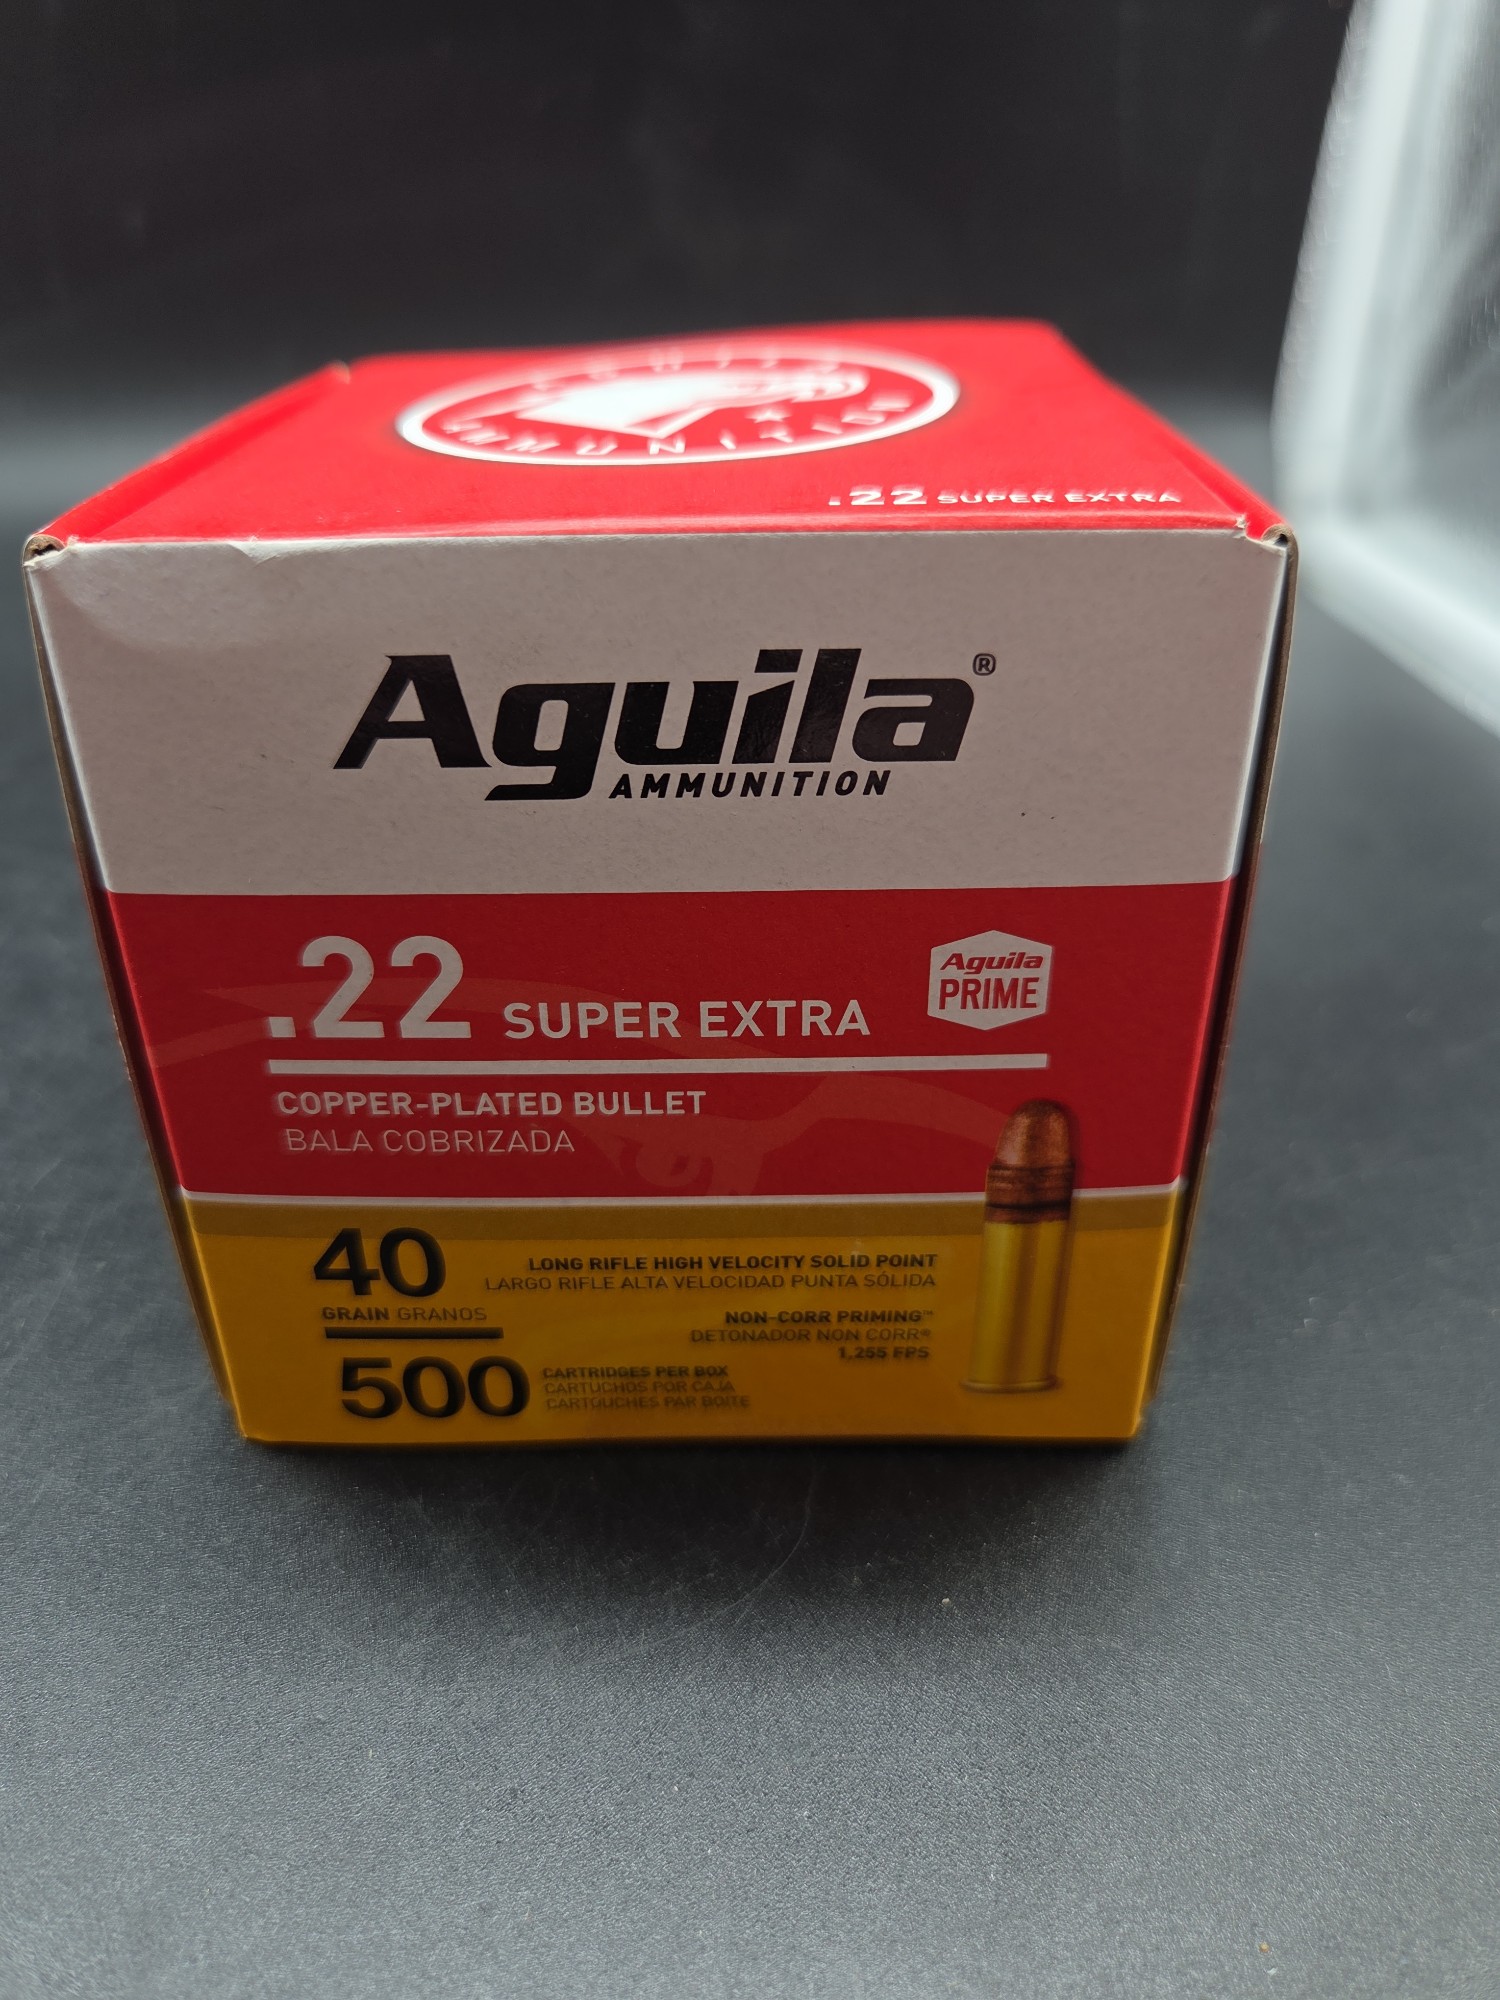 AGUILA
AMMUNITION
.22 SUPER EXTRA
Aguila®
AMMUNITION
.22 SUPER EXTRA
Aguila
PRIME
COPPER-PLATED BULLET
BALA COBRIZADA
40
GRAIN GRANOS
LONG RIFLE HIGH VELOCITY SOLID POINT
LARGO RIFLE ALTA VELOCIDAD PUNTA SÓLIDA
NON-CORR PRIMING™
DETONADOR NON CORR®
1,255 FPS
500
CARTRIDGES PER BOX
CARTUCHOS POR CAJA
CARTOUCHES PAR BOITE